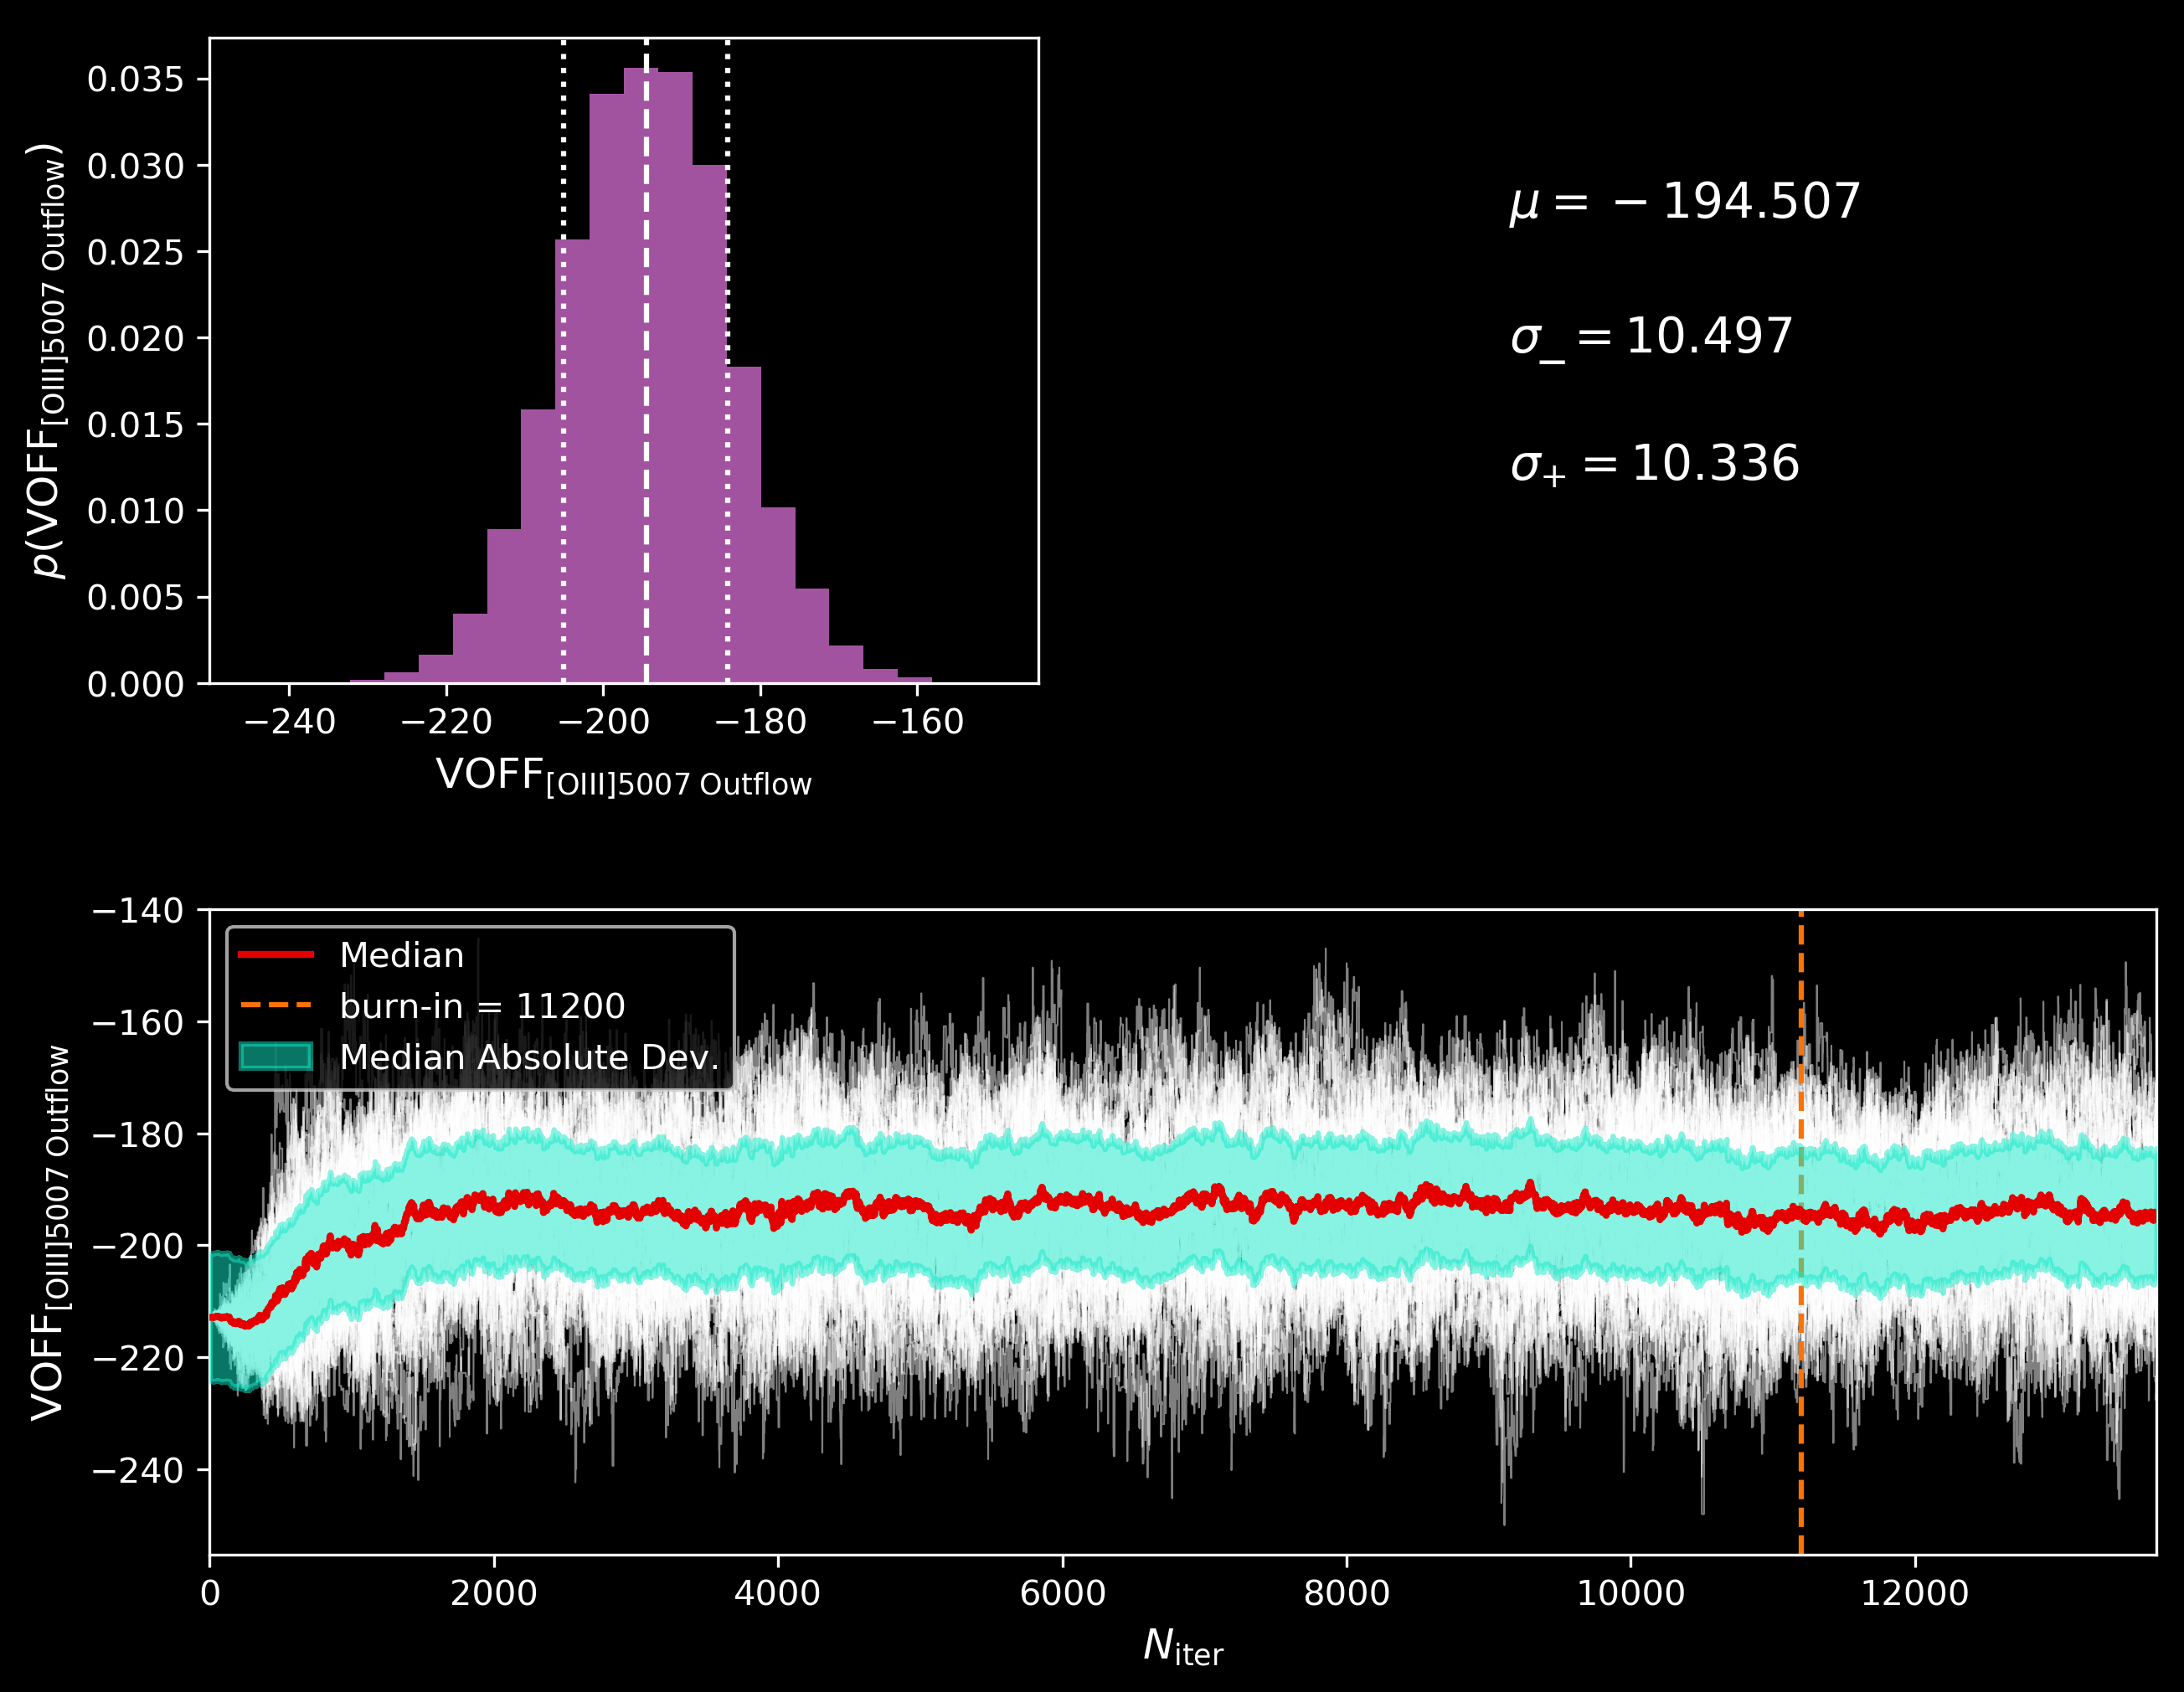 p(VOFF[OIII]5007 Outflow)
0.035
0.030
0.025
0.020
0.015
0.010
0.005
0.000
−240 −220 −200 −180 −160
VOFF[OIII]5007 Outflow
μ = −194.507
σ− = 10.497
σ+ = 10.336
VOFF[OIII]5007 Outflow
−140
−160
−180
−200
−220
−240
Median
burn-in = 11200
Median Absolute Dev.
0 2000 4000 6000 8000 10000 12000
Niter